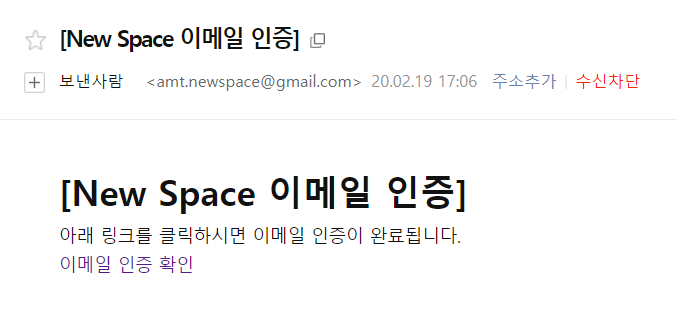 [New Space 이메일 인증]
보낸사람 <amt.newspace@gmail.com> 20.02.19 17:06 주소추가 | 수신차단
[New Space 이메일 인증]
아래 링크를 클릭하시면 이메일 인증이 완료됩니다.
이메일 인증 확인